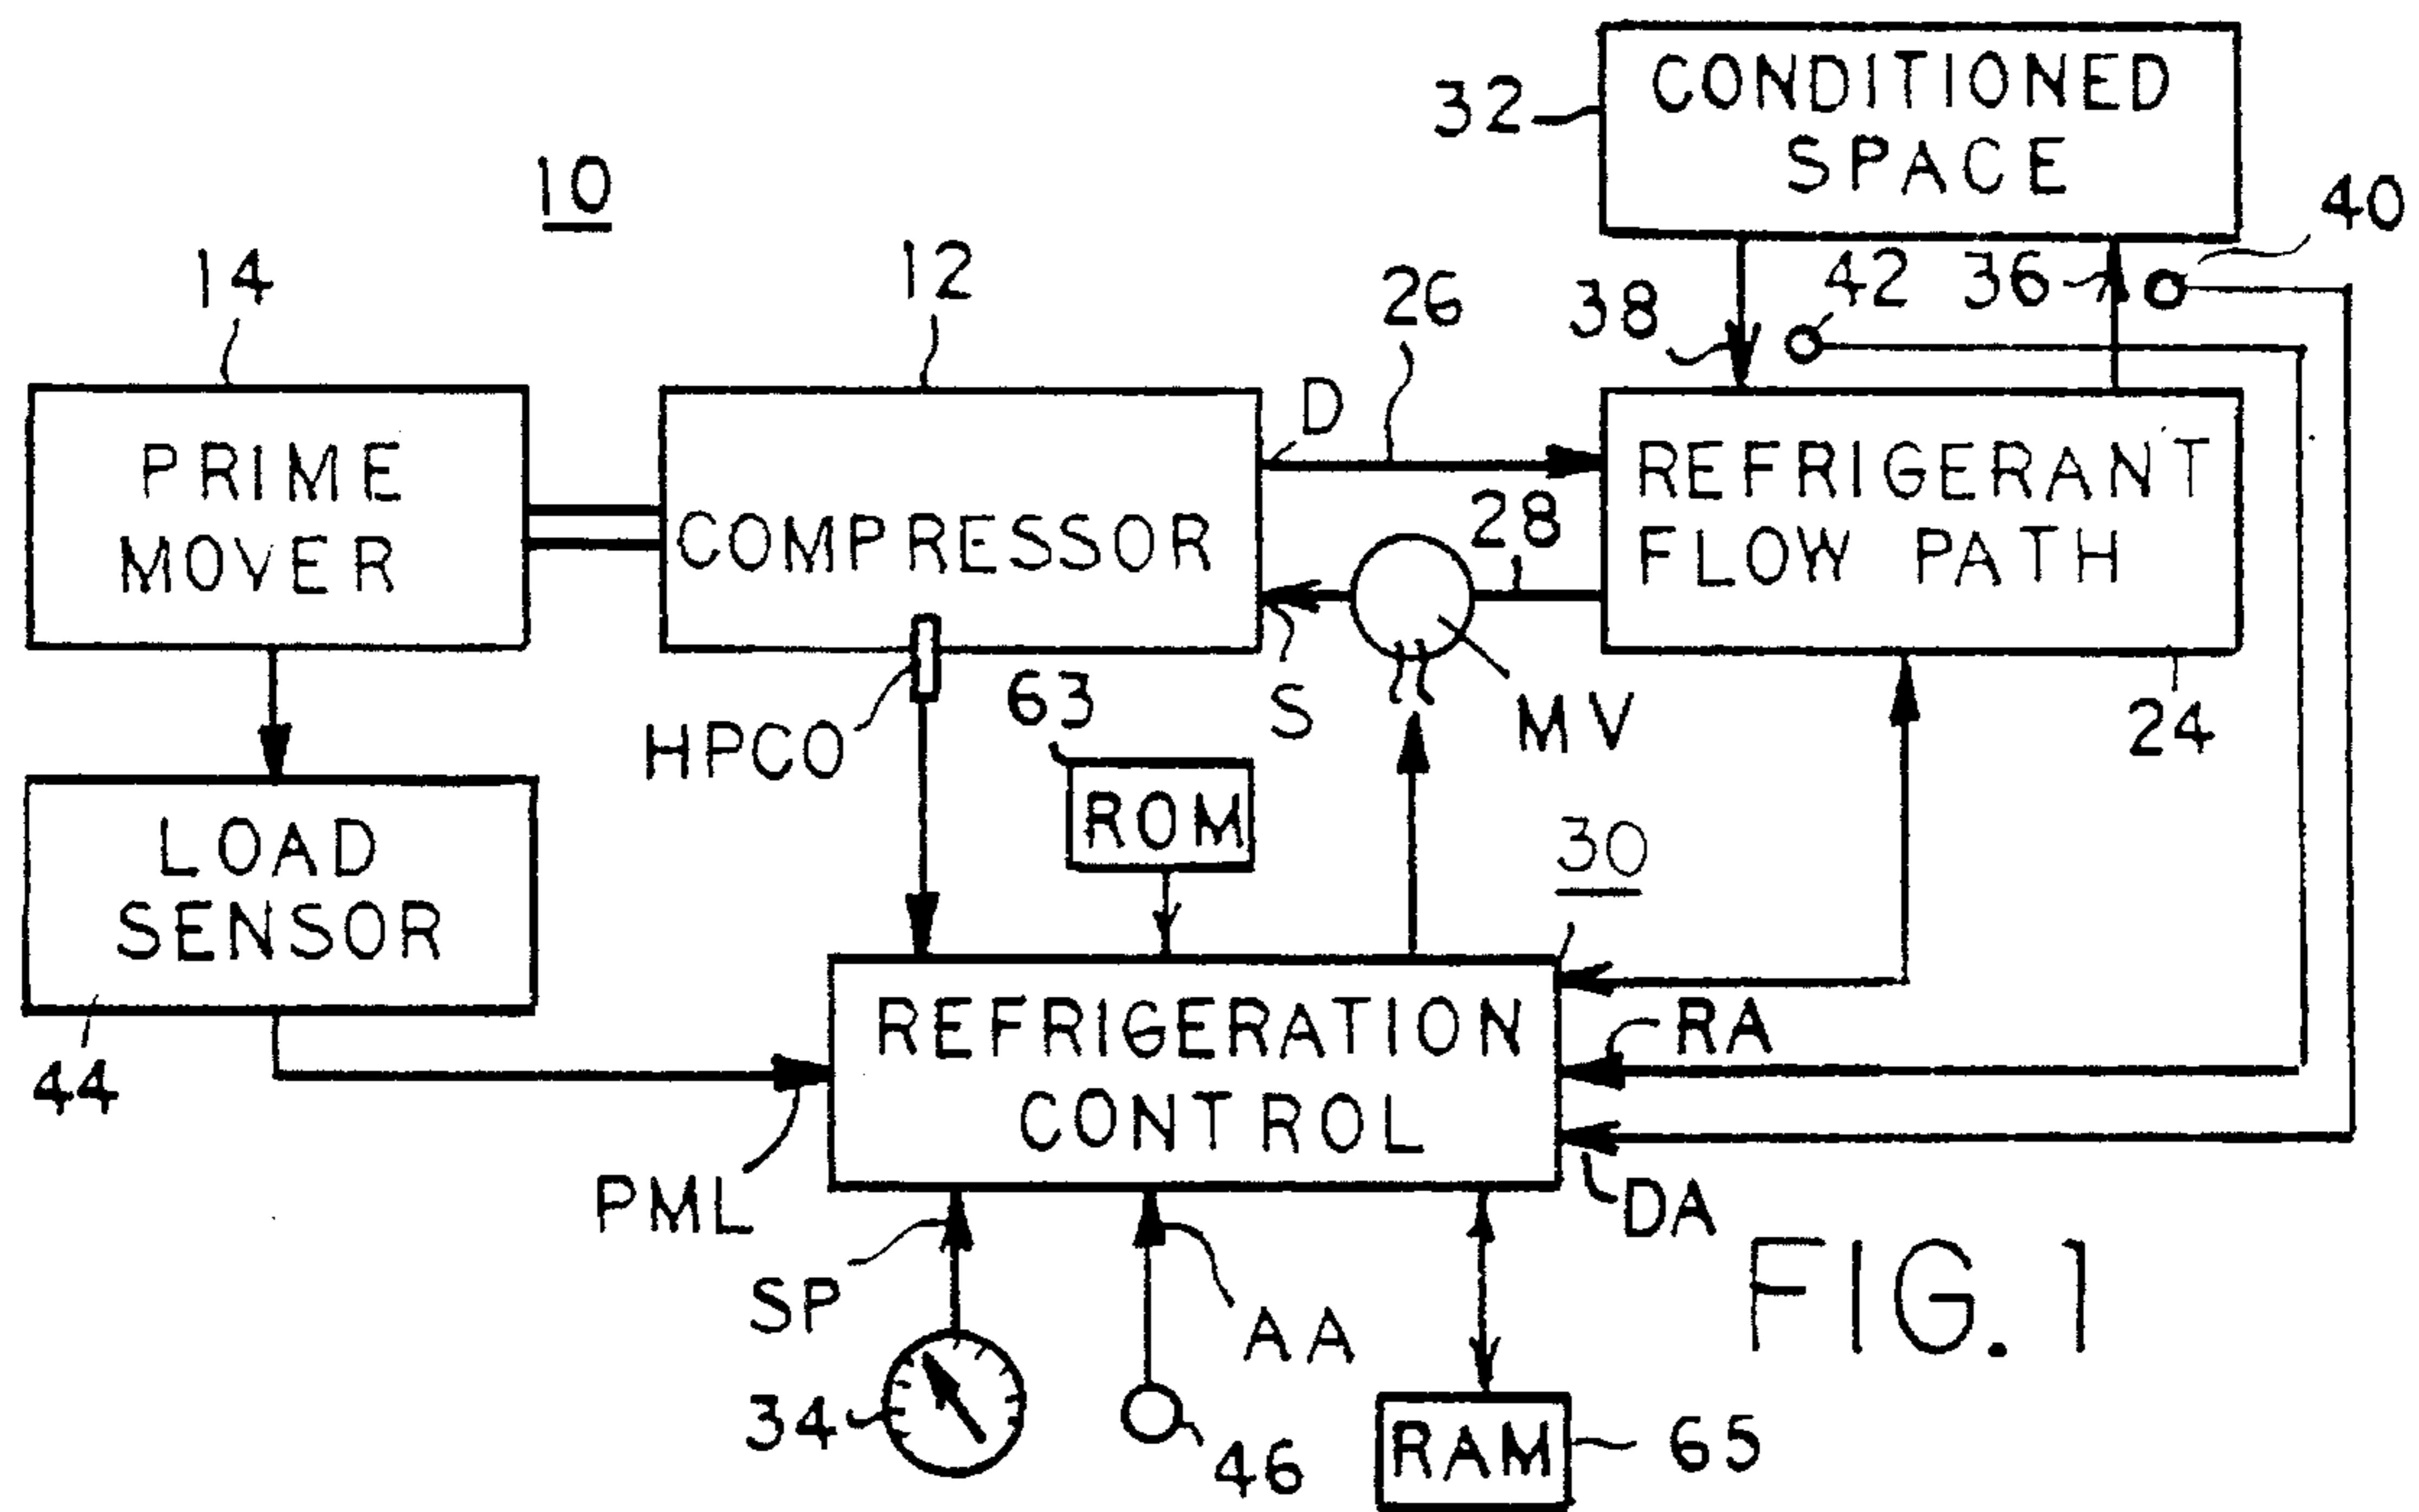 CONDITIONED
SPACE
32
40
10
14
12
26
38
42
36
D
PRIME
MOVER
COMPRESSOR
28
REFRIGERANT
FLOW PATH
HPCO
63
S
MV
24
ROM
30
LOAD
SENSOR
44
REFRIGERATION
CONTROL
RA
PML
DA
SP
AA
34
46
RAM
65
FIG. 1